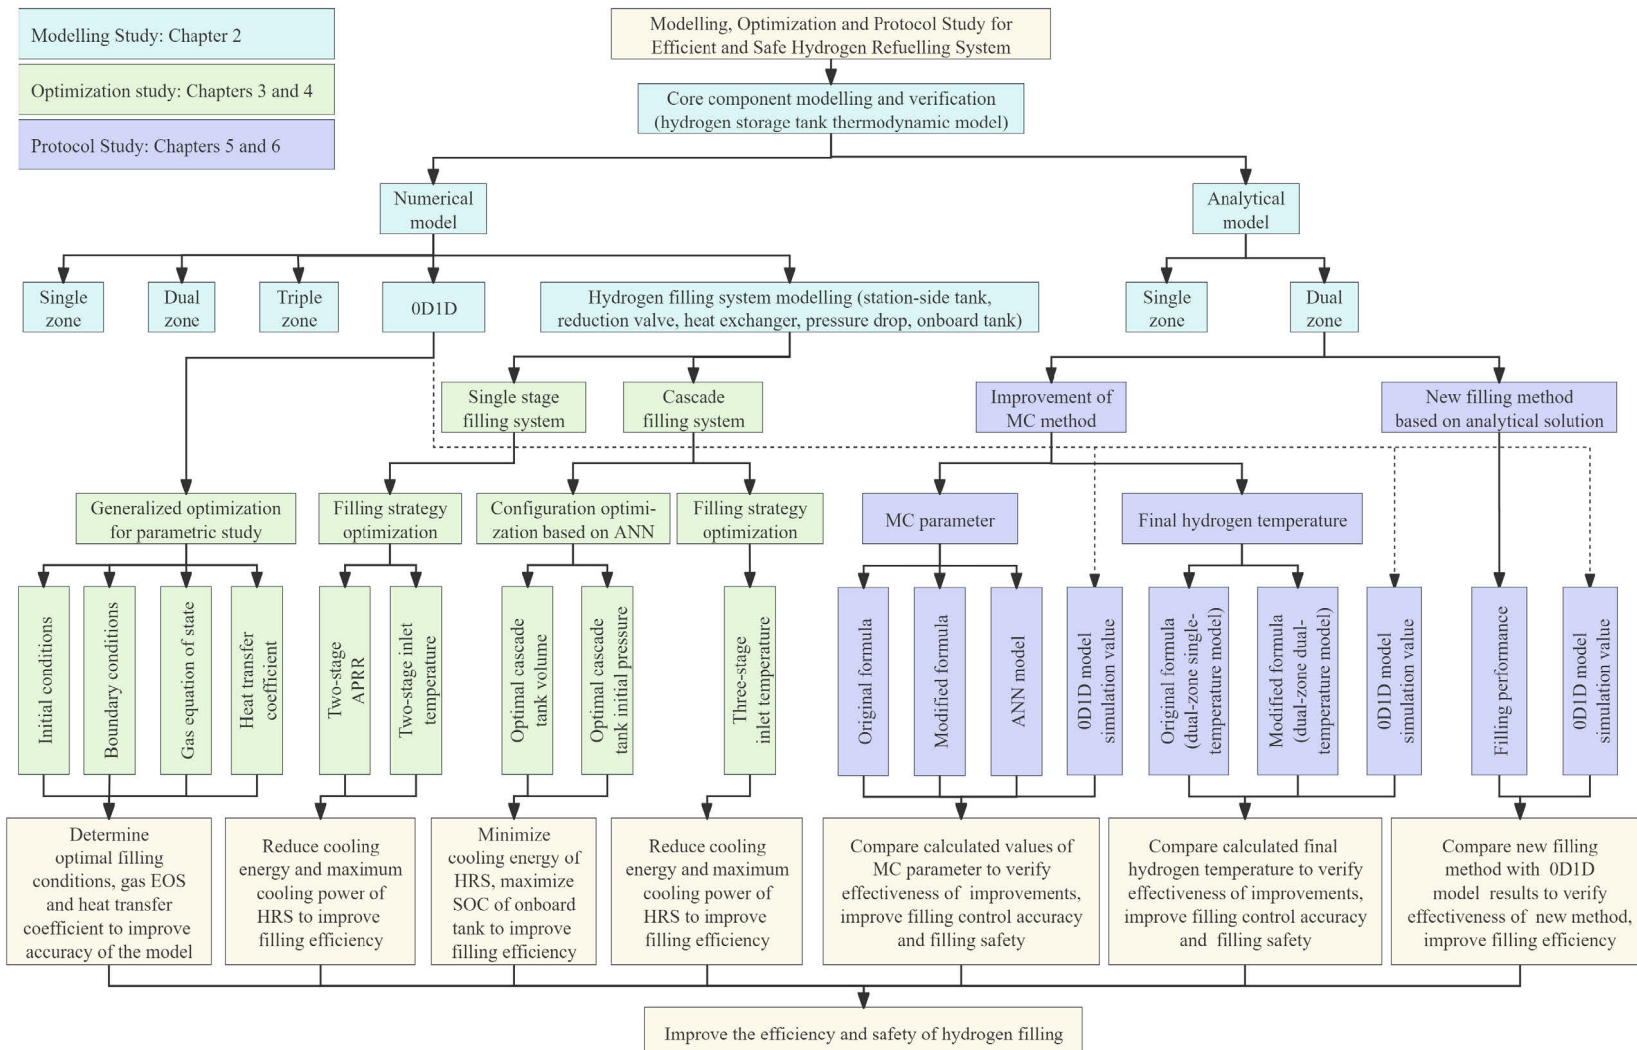 Modelling Study: Chapter 2
Optimization study: Chapters 3 and 4
Protocol Study: Chapters 5 and 6
Modelling, Optimization and Protocol Study for
Efficient and Safe Hydrogen Refuelling System
Core component modelling and verification
(hydrogen storage tank thermodynamic model)
Numerical
model
Analytical
model
Single
zone
Dual
zone
Triple
zone
0D1D
Hydrogen filling system modelling (station-side tank,
reduction valve, heat exchanger, pressure drop, onboard tank)
Single
zone
Dual
zone
Single stage
filling system
Cascade
filling system
Improvement of
MC method
New filling method
based on analytical solution
Generalized optimization
for parametric study
Filling strategy
optimization
Configuration optimi-
zation based on ANN
Filling strategy
optimization
MC parameter
Final hydrogen temperature
Initial conditions
Boundary conditions
Gas equation of state
Heat transfer
coefficient
Two-stage
APRR
Two-stage inlet
temperature
Optimal cascade
tank volume
Optimal cascade
tank initial pressure
Three-stage
inlet temperature
Original formula
Modified formula
ANN model
0D1D model
simulation value
Original formula
(dual-zone single-
temperature model)
Modified formula
(dual-zone dual-
temperature model)
0D1D model
simulation value
Filling performance
0D1D model
simulation value
Determine
optimal filling
conditions, gas EOS
and heat transfer
coefficient to improve
accuracy of the model
Reduce cooling
energy and maximum
cooling power of
HRS to improve
filling efficiency
Minimize
cooling energy of
HRS, maximize
SOC of onboard
tank to improve
filling efficiency
Reduce cooling
energy and maximum
cooling power of
HRS to improve
filling efficiency
Compare calculated values of
MC parameter to verify
effectiveness of improvements,
improve filling control accuracy
and filling safety
Compare calculated final
hydrogen temperature to verify
effectiveness of improvements,
improve filling control accuracy
and filling safety
Compare new filling
method with 0D1D
model results to verify
effectiveness of new method,
improve filling efficiency
Improve the efficiency and safety of hydrogen filling